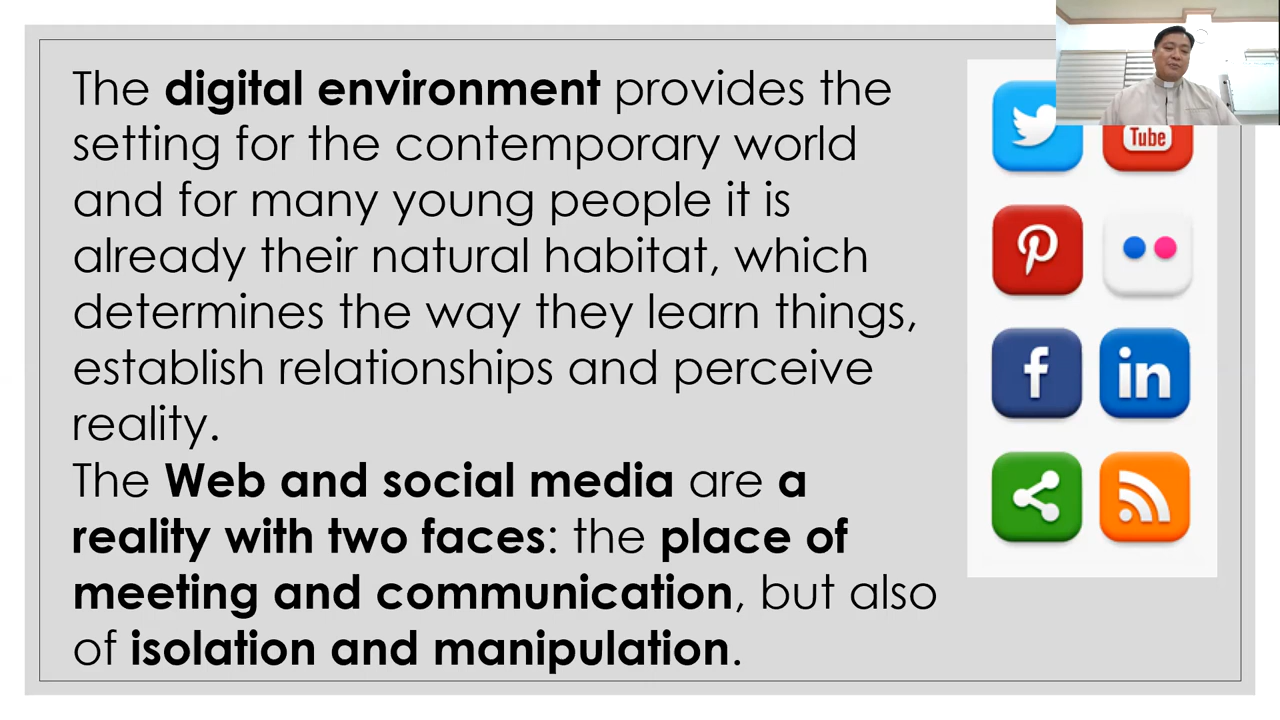 The digital environment provides the
setting for the contemporary world
and for many young people it is
already their natural habitat, which
determines the way they learn things,
establish relationships and perceive
reality.
The Web and social media are a
reality with two faces: the place of
meeting and communication, but also
of isolation and manipulation.
Tube
f
in